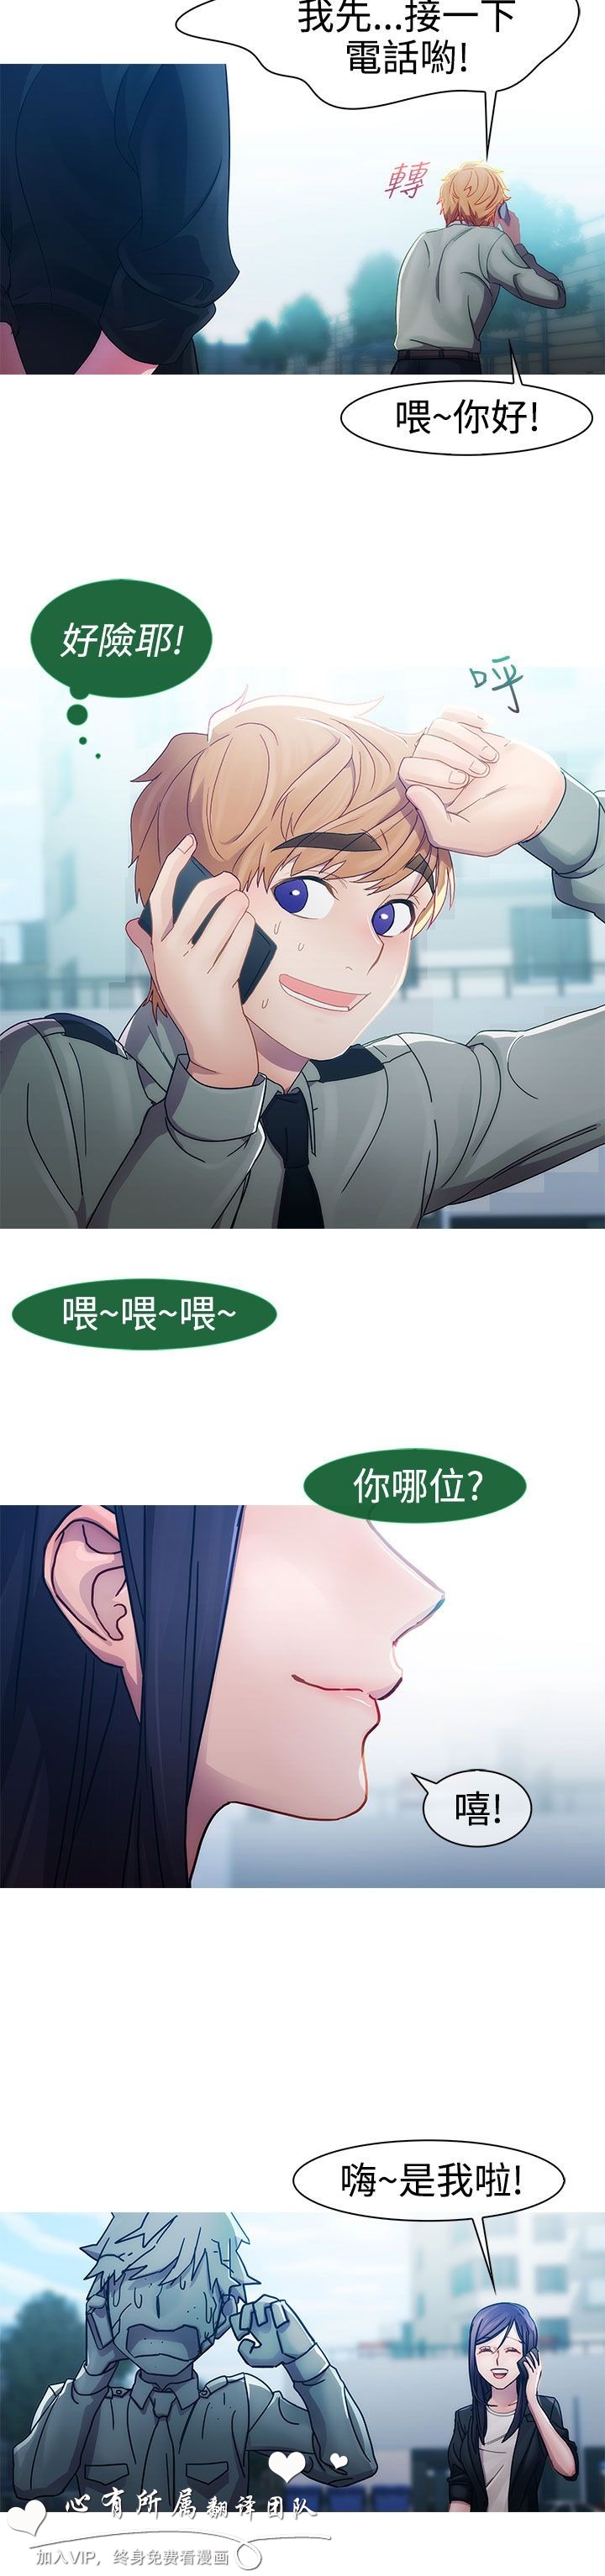 我先...接一下
電話喲!
轉
喂~你好!
好險耶!
呼
喂~喂~喂~
你哪位?
嘻!
嗨~是我啦!
心有所属翻译团队
加入VIP，终身免费看漫画